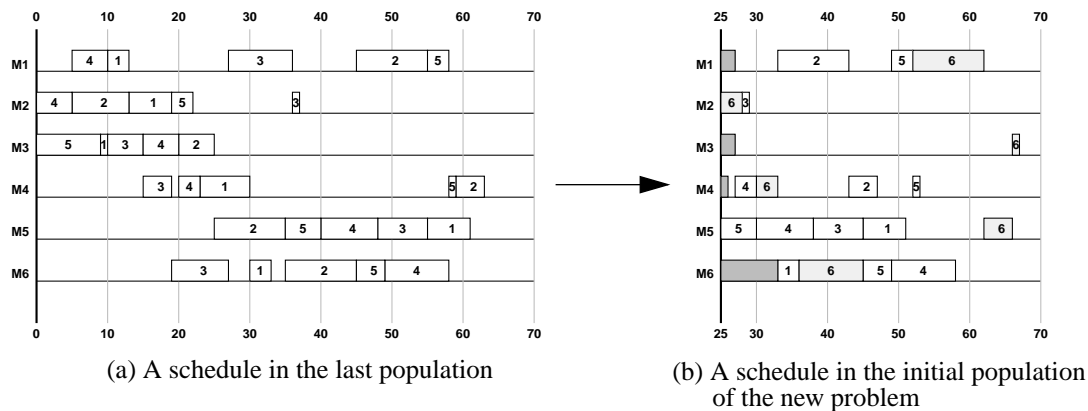 0 10 20 30 40 50 60 70 25 30 40 50 60 70
M1 4 1 3 2 5 M1 2 5 6
M2 4 2 1 5 3 M2 6 3
M3 5 1 3 4 2 M3 6
M4 3 4 1 5 2 M4 4 6 2 5
M5 2 5 4 3 1 M5 5 4 3 1 6
M6 3 1 2 5 4 M6 1 6 5 4
0 10 20 30 40 50 60 70 25 30 40 50 60 70
(a) A schedule in the last population
(b) A schedule in the initial population
of the new problem